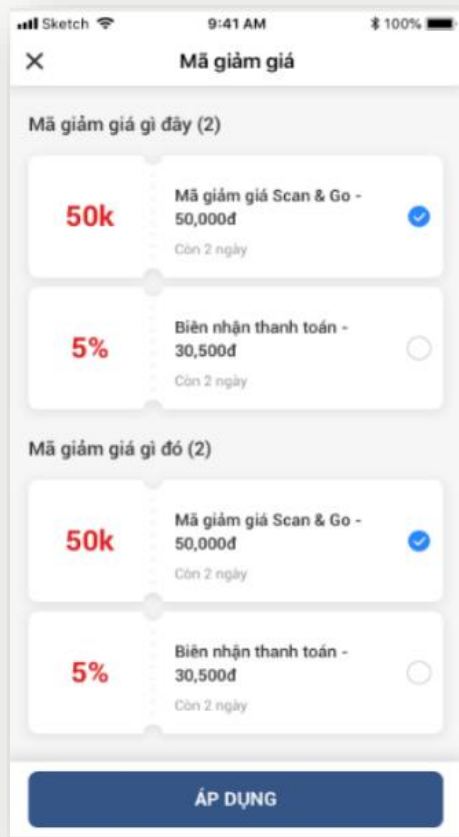 Sketch 9:41 AM 100%
Mã giảm giá
Mã giảm giá gì đây (2)
50k
Mã giảm giá Scan & Go -
50,000đ
Còn 2 ngày
5%
Biên nhận thanh toán -
30,500đ
Còn 2 ngày
Mã giảm giá gì đó (2)
50k
Mã giảm giá Scan & Go -
50,000đ
Còn 2 ngày
5%
Biên nhận thanh toán -
30,500đ
Còn 2 ngày
ÁP DỤNG